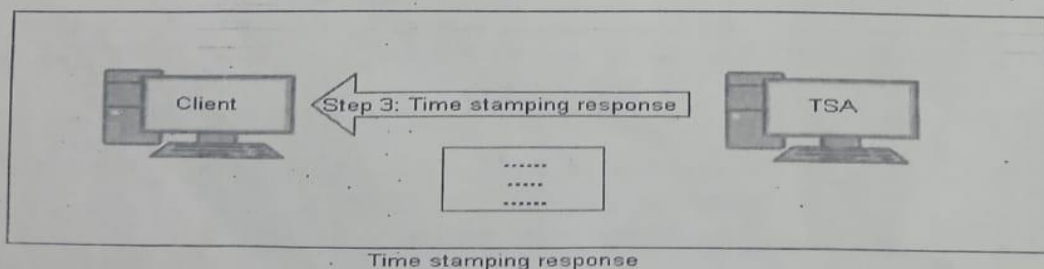 Client
Step 3: Time stamping response
TSA
......
.....
......
Time stamping response